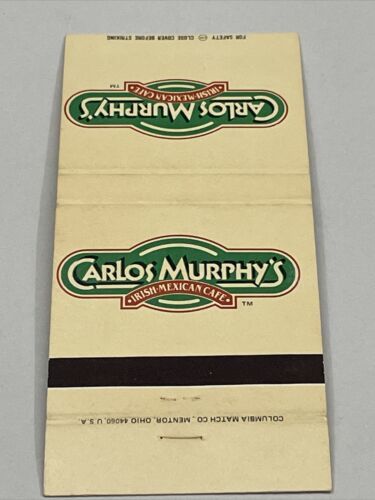 FOR SAFETY CLOSE COVER BEFORE STRIKING
CARLOS MURPHY'S
• IRISH-MEXICAN CAFE •
TM
CARLOS MURPHY'S
• IRISH-MEXICAN CAFE •
TM
COLUMBIA MATCH CO., MENTOR, OHIO 44060, U.S.A.